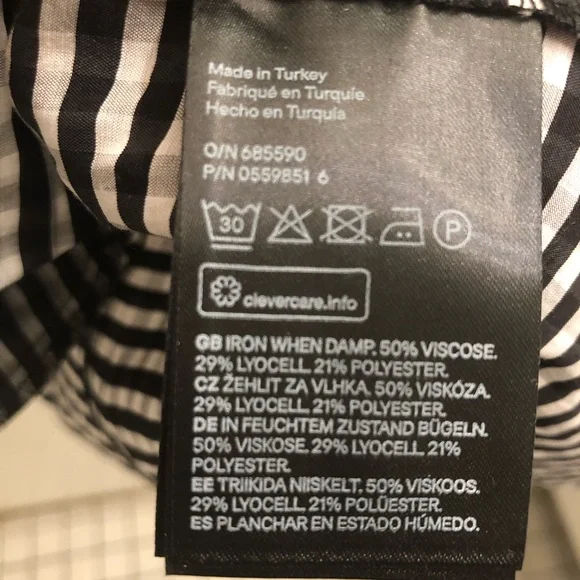 Made in Turkey
Fabriqué en Turquie
Hecho en Turquía
O/N 685590
P/N 0559851 6
30 P
clevercare.info
GB IRON WHEN DAMP. 50% VISCOSE.
29% LYOCELL. 21% POLYESTER.
CZ ŽEHLIT ZA VLHKA. 50% VISKÓZA.
29% LYOCELL. 21% POLYESTER.
DE IN FEUCHTEM ZUSTAND BÜGELN.
50% VISKOSE. 29% LYOCELL. 21%
POLYESTER.
EE TRIIKIDA NIISKELT. 50% VISKOOS.
29% LYOCELL. 21% POLÜESTER.
ES PLANCHAR EN ESTADO HÚMEDO.